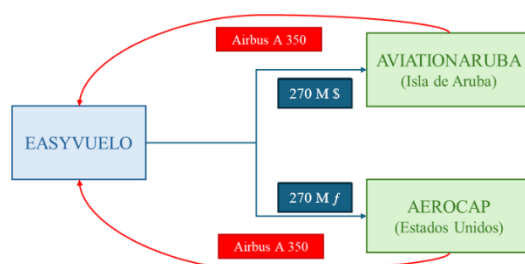 Airbus A 350
AVIATIONARUBA
(Isla de Aruba)
270 M $
EASYVUELO
270 M ƒ
AEROCAP
(Estados Unidos)
Airbus A 350